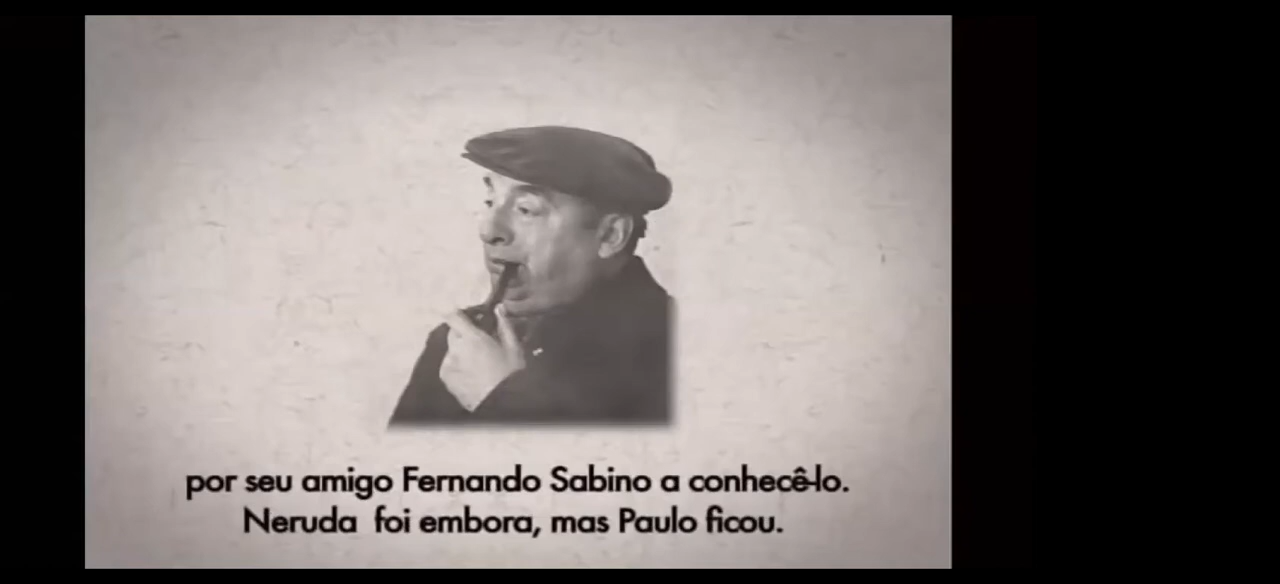 por seu amigo Fernando Sabino a conhecê-lo.
Neruda foi embora, mas Paulo ficou.